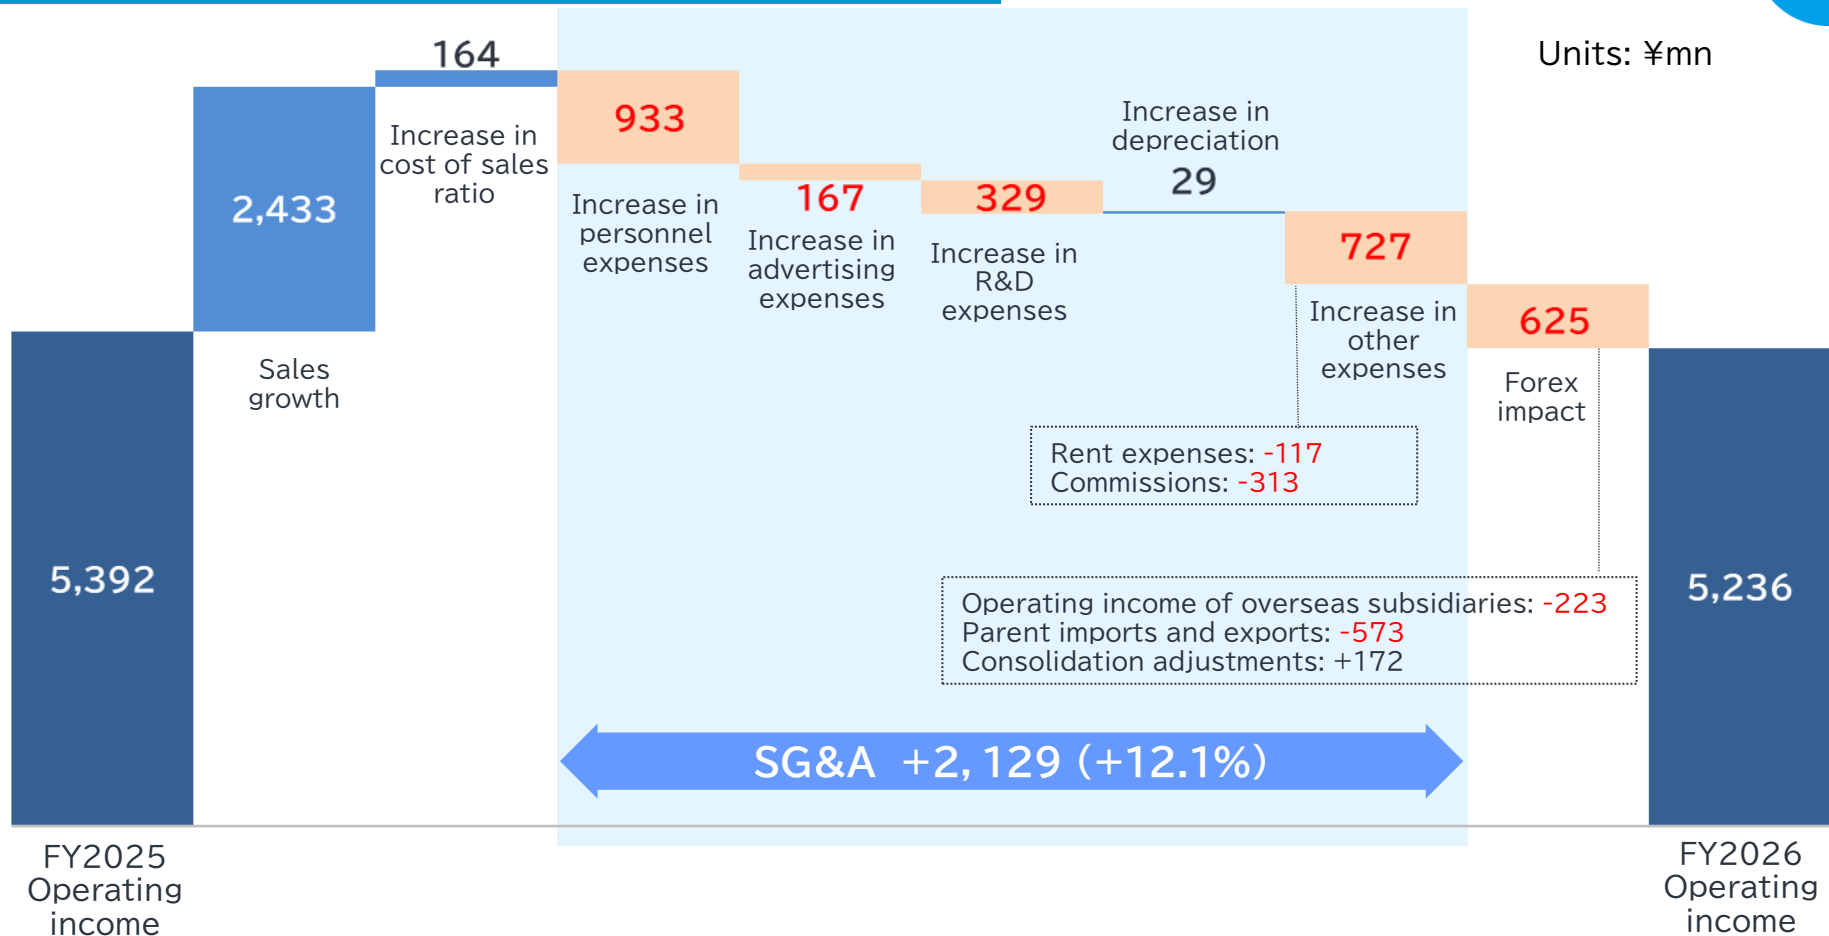 Units: ¥mn
164
Increase in
cost of sales
ratio
2,433
Sales
growth
933
Increase in
personnel
expenses
167
Increase in
advertising
expenses
329
Increase in
R&D
expenses
Increase in
depreciation
29
727
Increase in
other
expenses
625
Forex
impact
Rent expenses: -117
Commissions: -313
Operating income of overseas subsidiaries: -223
Parent imports and exports: -573
Consolidation adjustments: +172
5,392
5,236
SG&A +2, 129 (+12.1%)
FY2025
Operating
income
FY2026
Operating
income